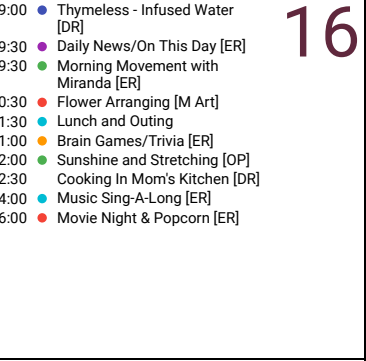 9:00 Thymeless - Infused Water
[DR]
16
9:30 Daily News/On This Day [ER]
9:30 Morning Movement with
Miranda [ER]
0:30 Flower Arranging [M Art]
1:30 Lunch and Outing
1:00 Brain Games/Trivia [ER]
2:00 Sunshine and Stretching [OP]
2:30 Cooking In Mom's Kitchen [DR]
4:00 Music Sing-A-Long [ER]
6:00 Movie Night & Popcorn [ER]